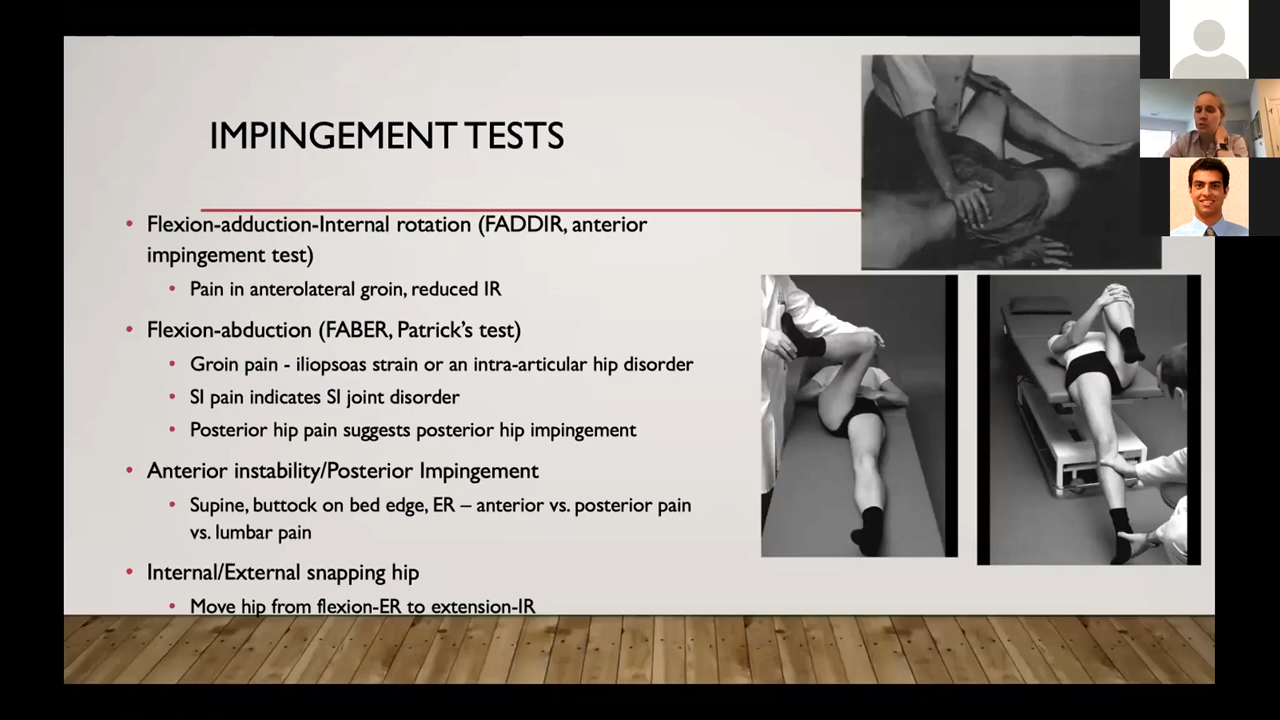 IMPINGEMENT TESTS
• Flexion-adduction-Internal rotation (FADDIR, anterior
impingement test)
• Pain in anterolateral groin, reduced IR
• Flexion-abduction (FABER, Patrick's test)
• Groin pain - iliopsoas strain or an intra-articular hip disorder
• SI pain indicates SI joint disorder
• Posterior hip pain suggests posterior hip impingement
• Anterior instability/Posterior Impingement
• Supine, buttock on bed edge, ER – anterior vs. posterior pain
vs. lumbar pain
• Internal/External snapping hip
• Move hip from flexion-ER to extension-IR